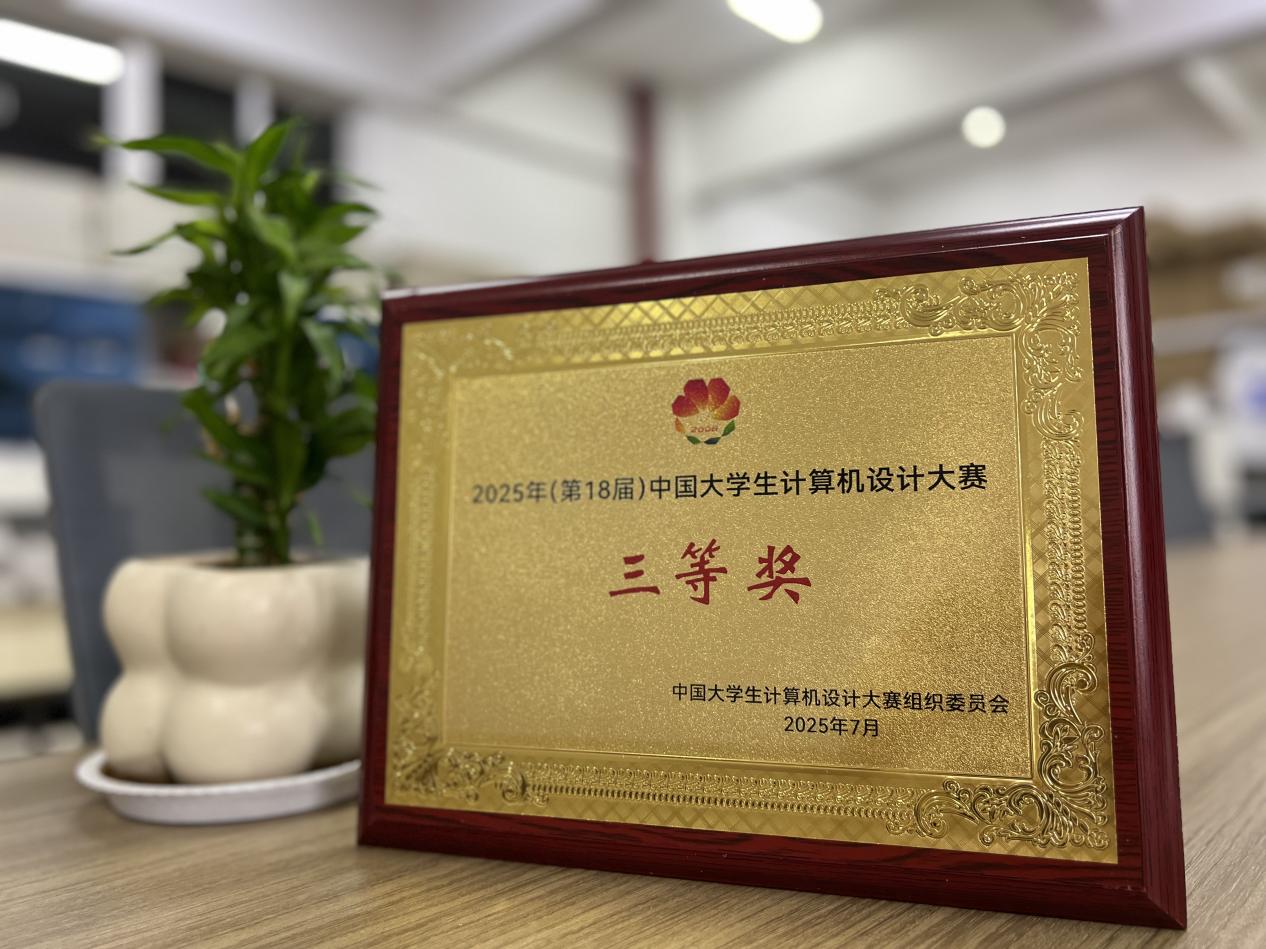 2008
2025年(第18届)中国大学生计算机设计大赛
三等奖
中国大学生计算机设计大赛组织委员会
2025年7月